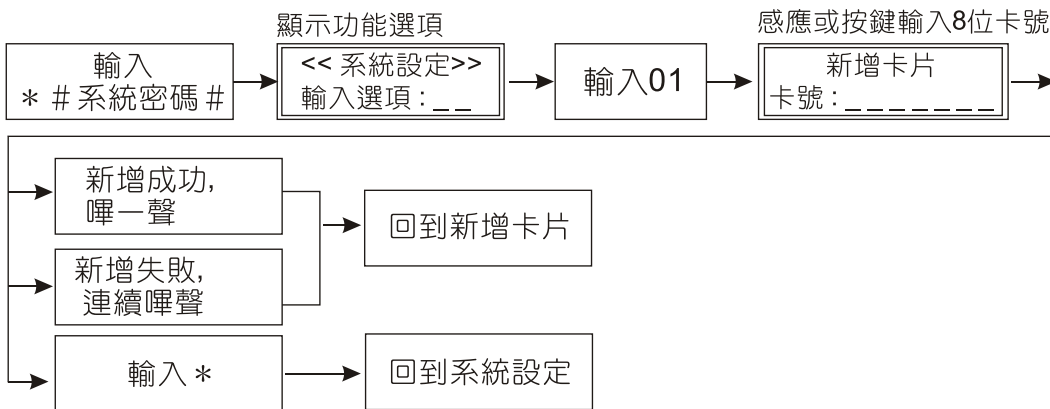 顯示功能選項
感應或按鍵輸入8位卡號
輸入
＊＃系統密碼＃
<< 系統設定>>
輸入選項：_ _
輸入01
新增卡片
卡號：_ _ _ _ _ _ _ _
新增成功,
嗶一聲
新增失敗,
連續嗶聲
回到新增卡片
輸入＊
回到系統設定